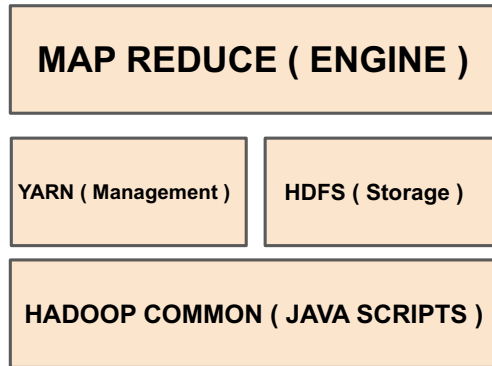 MAP REDUCE ( ENGINE )
YARN ( Management )
HDFS ( Storage )
HADOOP COMMON ( JAVA SCRIPTS )